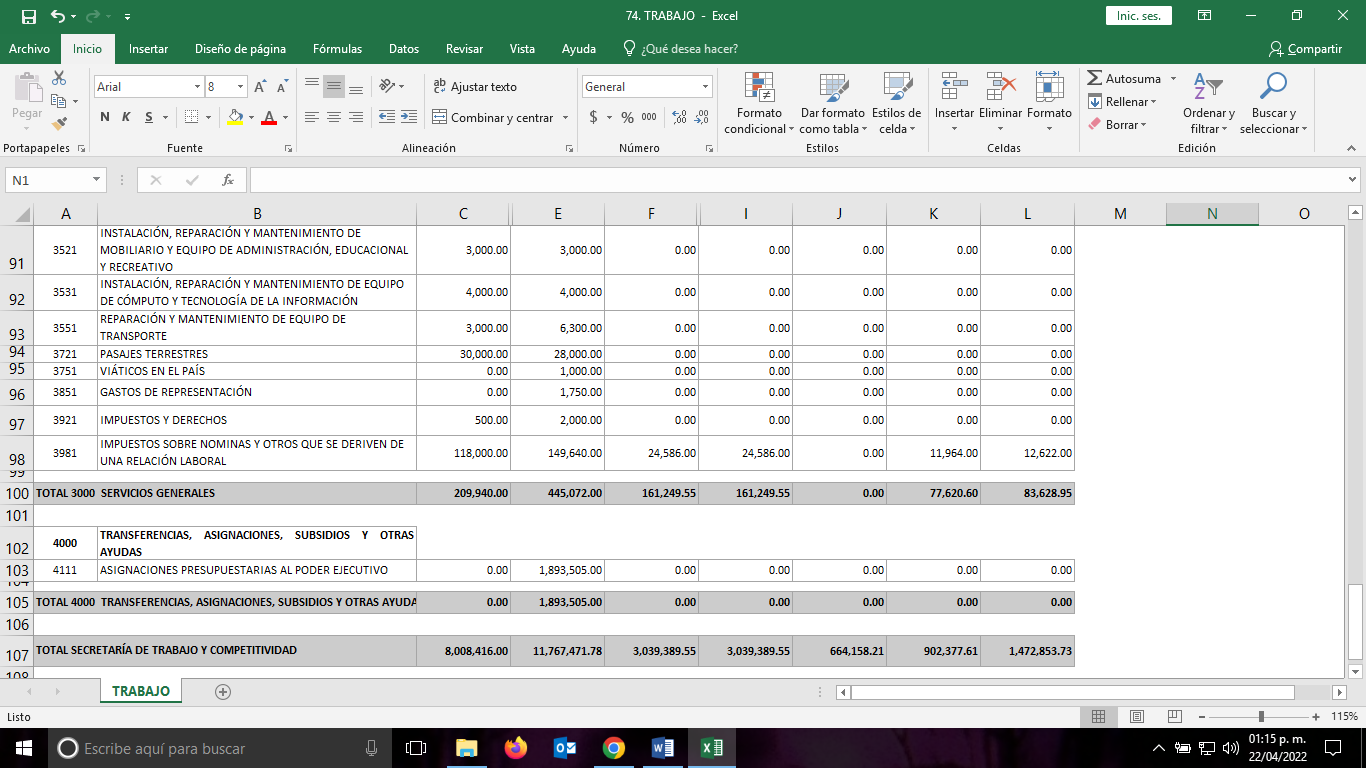 74. TRABAJO - Excel
Inic. ses.
Archivo Inicio Insertar Diseño de página Fórmulas Datos Revisar Vista Ayuda ¿Qué desea hacer? Compartir
Pegar
Arial 8
N K S
Ajustar texto
Combinar y centrar
General
$ % 000
Formato condicional
Dar formato como tabla
Estilos de celda
Insertar Eliminar Formato
Autosuma
Rellenar
Borrar
Ordenar y filtrar
Buscar y seleccionar
Portapapeles Fuente Alineación Número Estilos Celdas Edición
N1 fx
A B C E F I J K L M N O
91 3521 INSTALACIÓN, REPARACIÓN Y MANTENIMIENTO DE
MOBILIARIO Y EQUIPO DE ADMINISTRACIÓN, EDUCACIONAL 3,000.00 3,000.00 0.00 0.00 0.00 0.00 0.00
Y RECREATIVO
92 3531 INSTALACIÓN, REPARACIÓN Y MANTENIMIENTO DE EQUIPO 4,000.00 4,000.00 0.00 0.00 0.00 0.00 0.00
DE CÓMPUTO Y TECNOLOGÍA DE LA INFORMACIÓN
93 3551 REPARACIÓN Y MANTENIMIENTO DE EQUIPO DE 3,000.00 6,300.00 0.00 0.00 0.00 0.00 0.00
TRANSPORTE
94 3721 PASAJES TERRESTRES 30,000.00 28,000.00 0.00 0.00 0.00 0.00 0.00
95 3751 VIÁTICOS EN EL PAÍS 0.00 1,000.00 0.00 0.00 0.00 0.00 0.00
96 3851 GASTOS DE REPRESENTACIÓN 0.00 1,750.00 0.00 0.00 0.00 0.00 0.00
97 3921 IMPUESTOS Y DERECHOS 500.00 2,000.00 0.00 0.00 0.00 0.00 0.00
98 3981 IMPUESTOS SOBRE NOMINAS Y OTROS QUE SE DERIVEN DE 118,000.00 149,640.00 24,586.00 24,586.00 0.00 11,964.00 12,622.00
UNA RELACIÓN LABORAL
99
100 TOTAL 3000 SERVICIOS GENERALES 209,940.00 445,072.00 161,249.55 161,249.55 0.00 77,620.60 83,628.95
101
102 4000 TRANSFERENCIAS, ASIGNACIONES, SUBSIDIOS Y OTRAS
AYUDAS
103 4111 ASIGNACIONES PRESUPUESTARIAS AL PODER EJECUTIVO 0.00 1,893,505.00 0.00 0.00 0.00 0.00 0.00
104
105 TOTAL 4000 TRANSFERENCIAS, ASIGNACIONES, SUBSIDIOS Y OTRAS AYUDA 0.00 1,893,505.00 0.00 0.00 0.00 0.00 0.00
106
107 TOTAL SECRETARÍA DE TRABAJO Y COMPETITIVIDAD 8,008,416.00 11,767,471.78 3,039,389.55 3,039,389.55 664,158.21 902,377.61 1,472,853.73
108
TRABAJO
Listo 115%
Escribe aquí para buscar
01:15 p. m.
22/04/2022